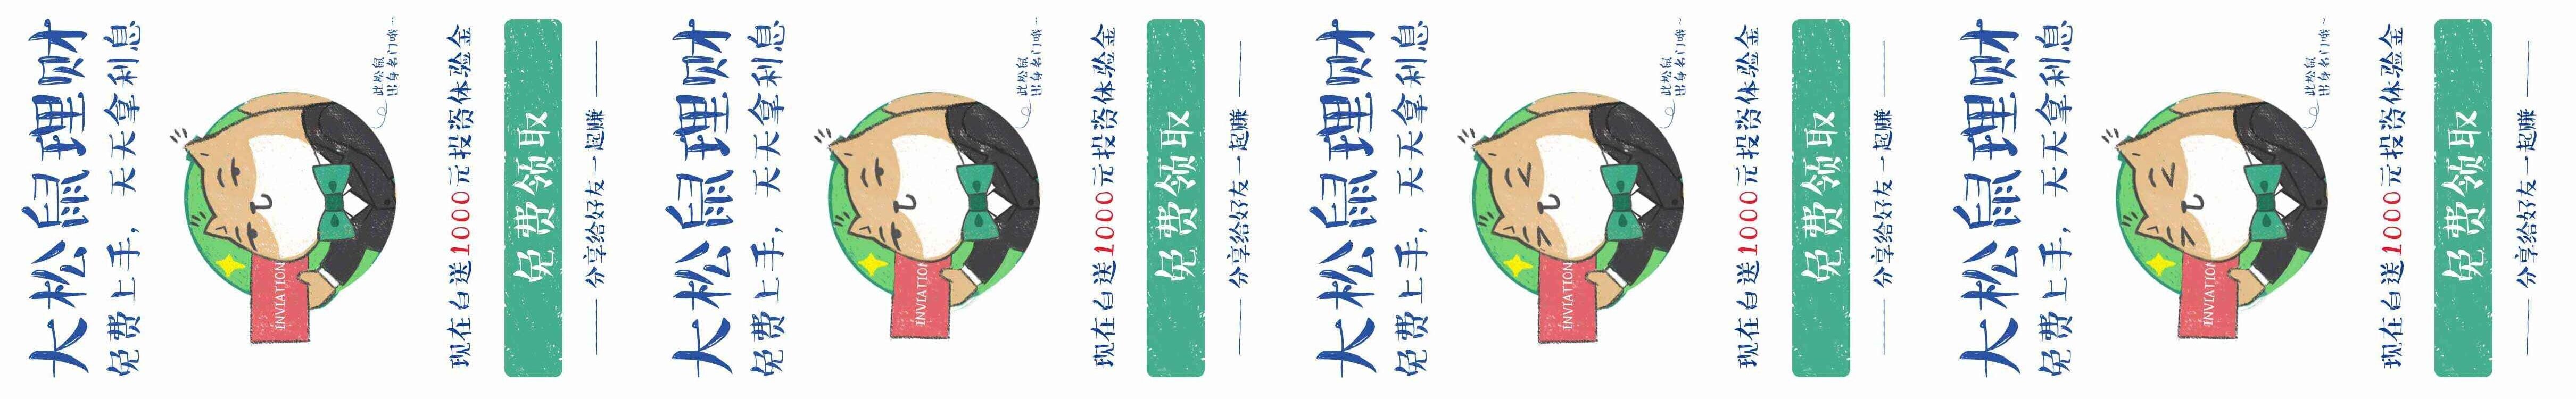 大松鼠理财
免费上手，天天拿利息
INVIATION
此松鼠
出身名门哦~
现在白送1000元投资体验金
免费领取
分享给好友一起赚
大松鼠理财
免费上手，天天拿利息
INVIATION
此松鼠
出身名门哦~
现在白送1000元投资体验金
免费领取
分享给好友一起赚
大松鼠理财
免费上手，天天拿利息
INVIATION
此松鼠
出身名门哦~
现在白送1000元投资体验金
免费领取
分享给好友一起赚
大松鼠理财
免费上手，天天拿利息
INVIATION
此松鼠
出身名门哦~
现在白送1000元投资体验金
免费领取
分享给好友一起赚